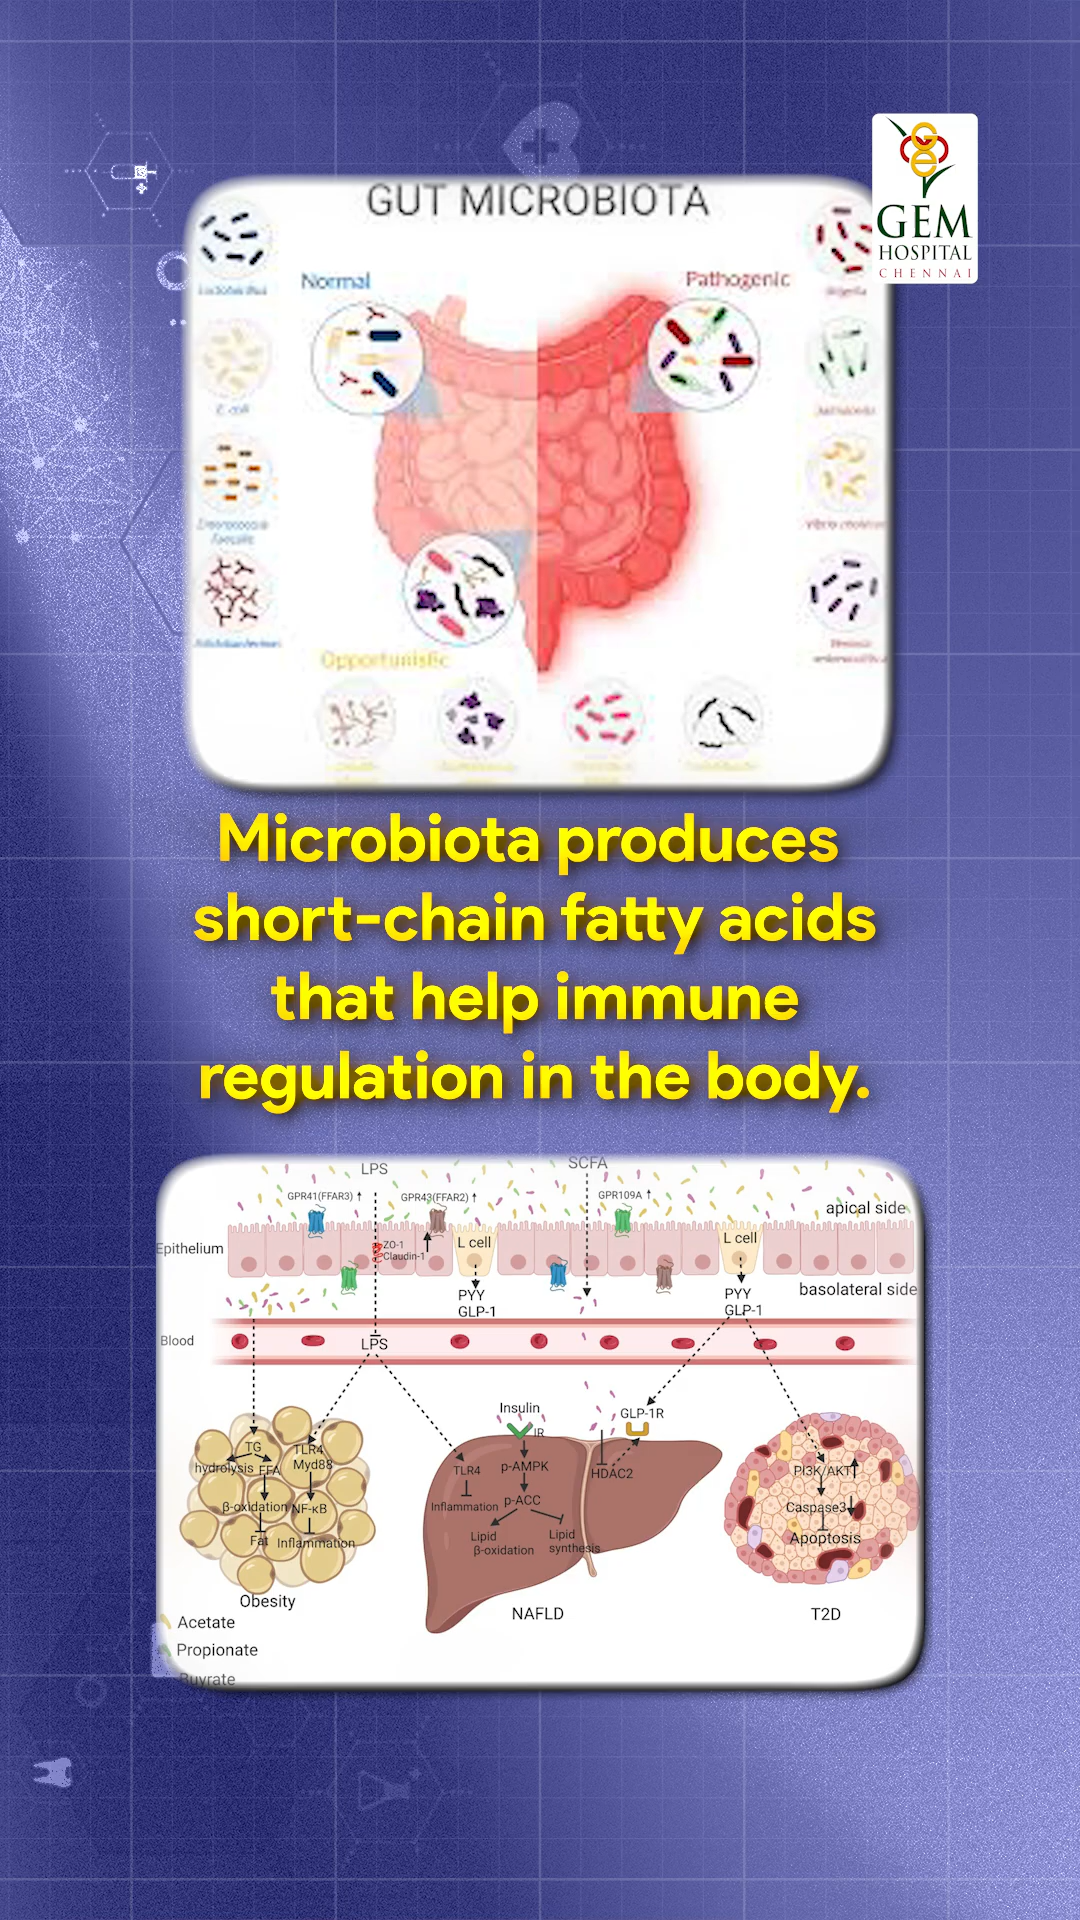 GEM
HOSPITAL
CHENNAI
GUT MICROBIOTA
Normal
Pathogenic
E. coli
Opportunistic
Microbiota produces
short-chain fatty acids
that help immune
regulation in the body.
LPS
SCFA
GPR41(FFAR3) ↑
GPR43(FFAR2) ↑
GPR109A ↑
apical side
Epithelium
ZO-1
Claudin-1
L cell
L cell
basolateral side
PYY
GLP-1
PYY
GLP-1
Blood
LPS
Insulin
IR
GLP-1R
TG
hydrolysis
FFA
β-oxidation
Fat
TLR4
Myd88
NF-κB
Inflammation
TLR4
Inflammation
p-AMPK
p-ACC
Lipid
β-oxidation
Lipid
synthesis
HDAC2
PI3K/AKT
Caspase3
Apoptosis
Obesity
NAFLD
T2D
Acetate
Propionate
Buyrate